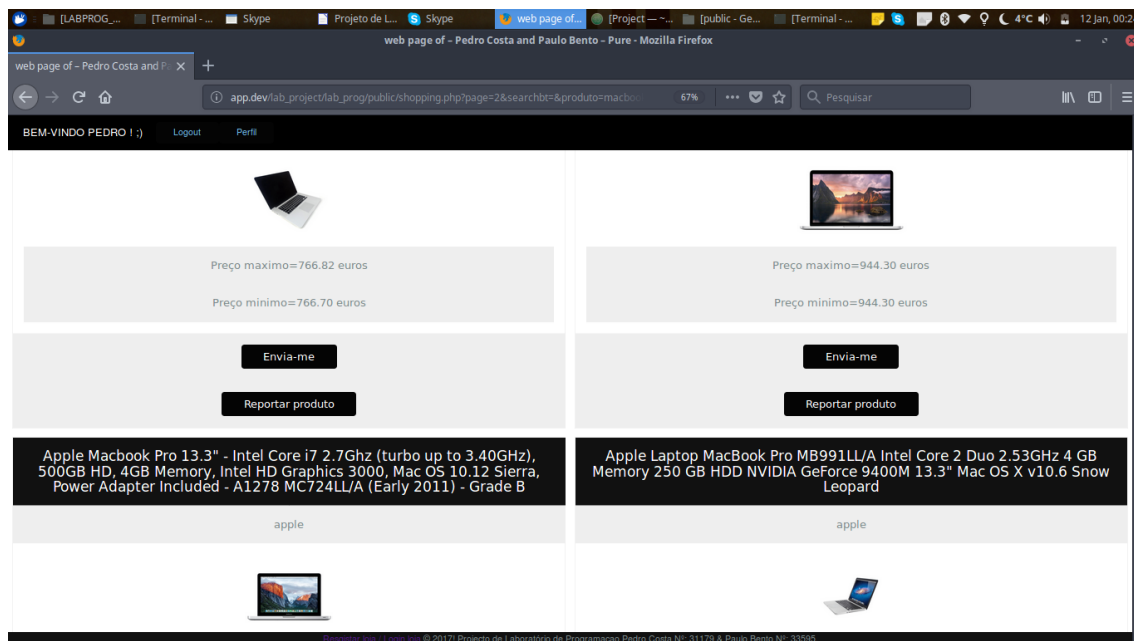 [LABPROG_... [Terminal - ... Skype Projeto de L... Skype web page of... [Project — ~... [public - Ge... [Terminal - ... 4°C 12 Jan, 00:2
web page of – Pedro Costa and Paulo Bento – Pure - Mozilla Firefox
web page of – Pedro Costa and P
app.dev/lab_project/lab_prog/public/shopping.php?page=2&searchbt=&produto=macboo 67% Pesquisar
BEM-VINDO PEDRO ! ;) Logout Perfil
Preço maximo=766.82 euros
Preço minimo=766.70 euros
Envia-me
Reportar produto
Preço maximo=944.30 euros
Preço minimo=944.30 euros
Envia-me
Reportar produto
Apple Macbook Pro 13.3" - Intel Core i7 2.7Ghz (turbo up to 3.40GHz),
500GB HD, 4GB Memory, Intel HD Graphics 3000, Mac OS 10.12 Sierra,
Power Adapter Included - A1278 MC724LL/A (Early 2011) - Grade B
apple
Apple Laptop MacBook Pro MB991LL/A Intel Core 2 Duo 2.53GHz 4 GB
Memory 250 GB HDD NVIDIA GeForce 9400M 13.3" Mac OS X v10.6 Snow
Leopard
apple
Registar loja | Login loja © 2017! Projecto de Laboratório de Programacao Pedro Costa Nº: 31179 & Paulo Bento Nº: 33595